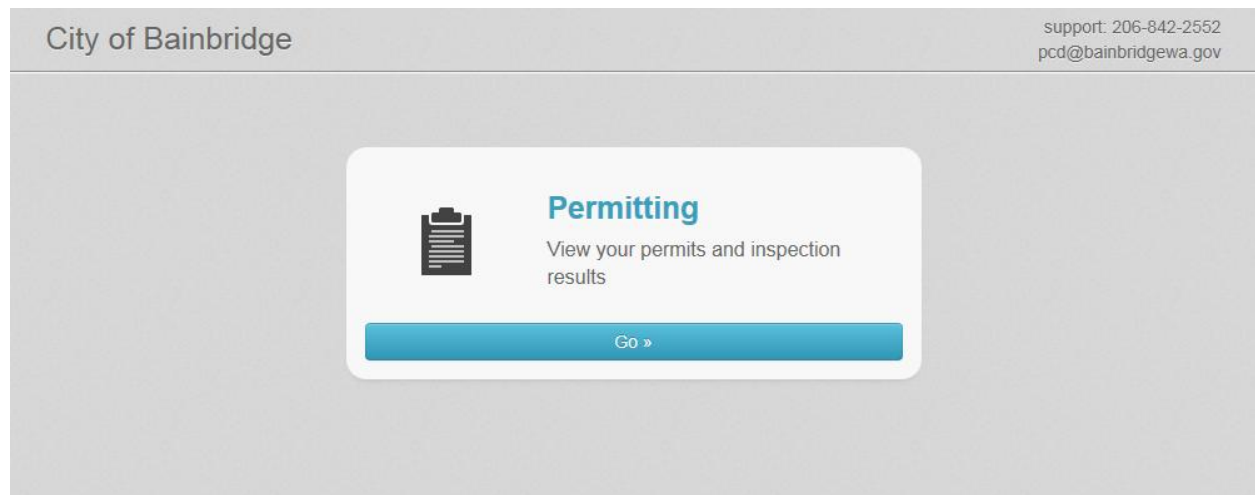 City of Bainbridge
support: 206-842-2552
pcd@bainbridgewa.gov
Permitting
View your permits and inspection
results
Go »